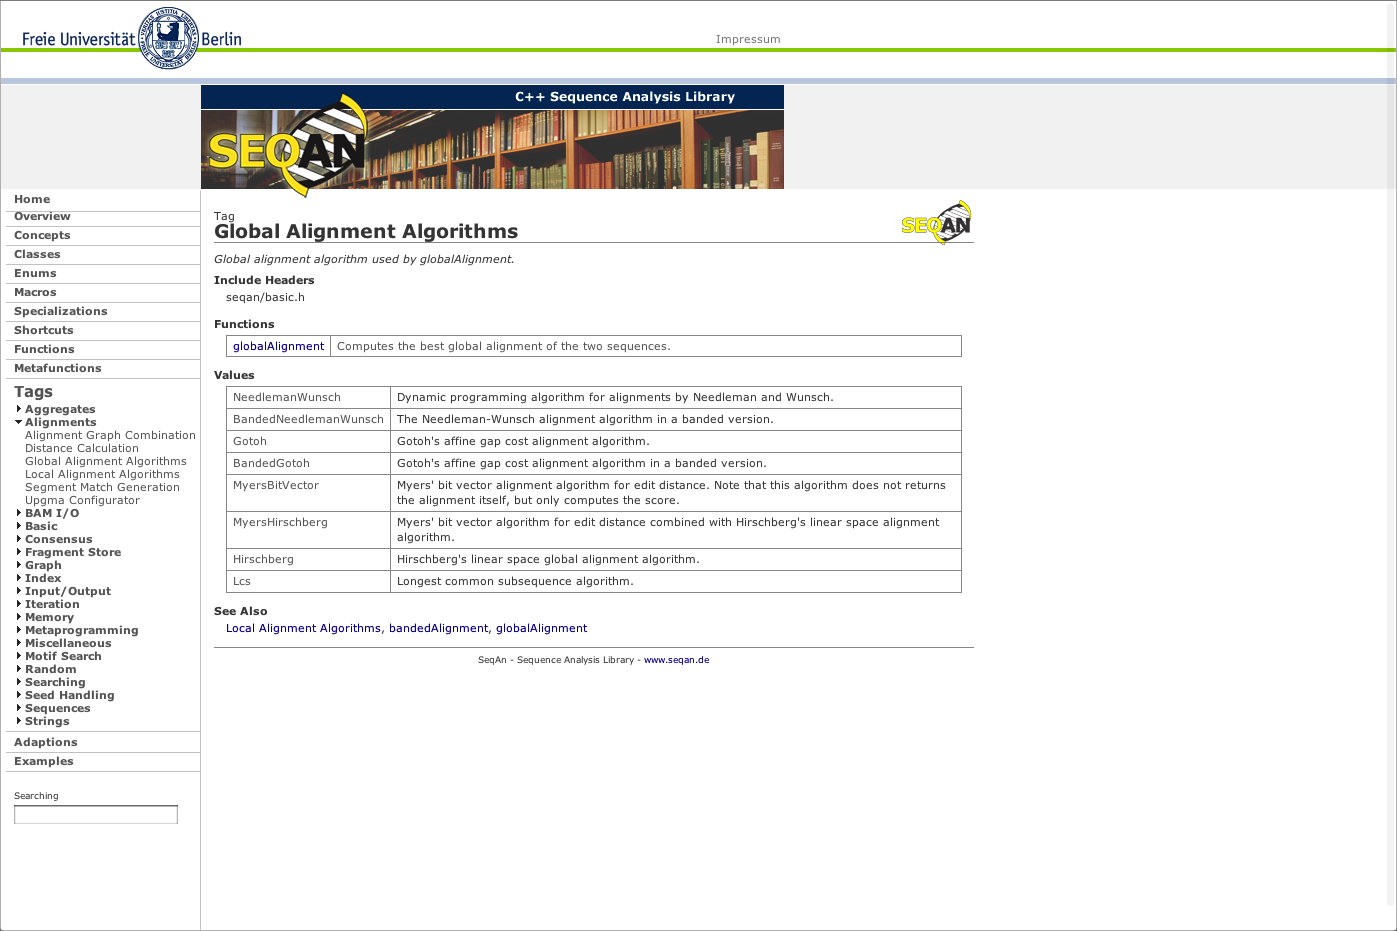 Freie Universität Berlin
Impressum
C++ Sequence Analysis Library
SEQAN
Home
Overview
Concepts
Classes
Enums
Macros
Specializations
Shortcuts
Functions
Metafunctions
Tags
Aggregates
Alignments
Alignment Graph Combination
Distance Calculation
Global Alignment Algorithms
Local Alignment Algorithms
Segment Match Generation
Upgma Configurator
BAM I/O
Basic
Consensus
Fragment Store
Graph
Index
Input/Output
Iteration
Memory
Metaprogramming
Miscellaneous
Motif Search
Random
Searching
Seed Handling
Sequences
Strings
Adaptions
Examples
Searching
Tag
SEQAN
Global Alignment Algorithms
Global alignment algorithm used by globalAlignment.
Include Headers
seqan/basic.h
Functions
globalAlignment Computes the best global alignment of the two sequences.
Values
NeedlemanWunsch Dynamic programming algorithm for alignments by Needleman and Wunsch.
BandedNeedlemanWunsch The Needleman-Wunsch alignment algorithm in a banded version.
Gotoh Gotoh's affine gap cost alignment algorithm.
BandedGotoh Gotoh's affine gap cost alignment algorithm in a banded version.
MyersBitVector Myers' bit vector alignment algorithm for edit distance. Note that this algorithm does not returns
the alignment itself, but only computes the score.
MyersHirschberg Myers' bit vector algorithm for edit distance combined with Hirschberg's linear space alignment
algorithm.
Hirschberg Hirschberg's linear space global alignment algorithm.
Lcs Longest common subsequence algorithm.
See Also
Local Alignment Algorithms, bandedAlignment, globalAlignment
SeqAn - Sequence Analysis Library - www.seqan.de